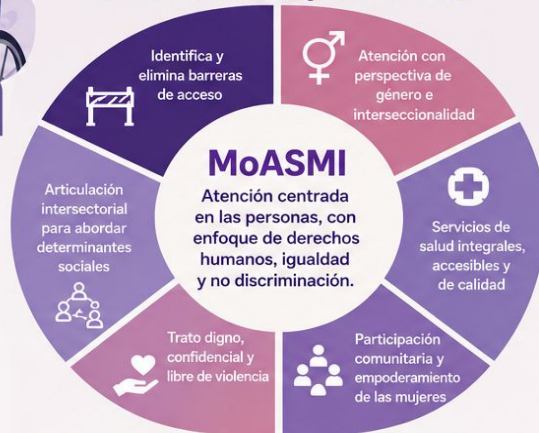 Identifica y
elimina barreras
de acceso
Atención con
perspectiva de
género e
interseccionalidad
MoASMI
Atención centrada
en las personas, con
enfoque de derechos
humanos, igualdad
y no discriminación.
Articulación
intersectorial
para abordar
determinantes
sociales
Servicios de
salud integrales,
accesibles y
de calidad
Trato digno,
confidencial y
libre de violencia
Participación
comunitaria y
empoderamiento
de las mujeres